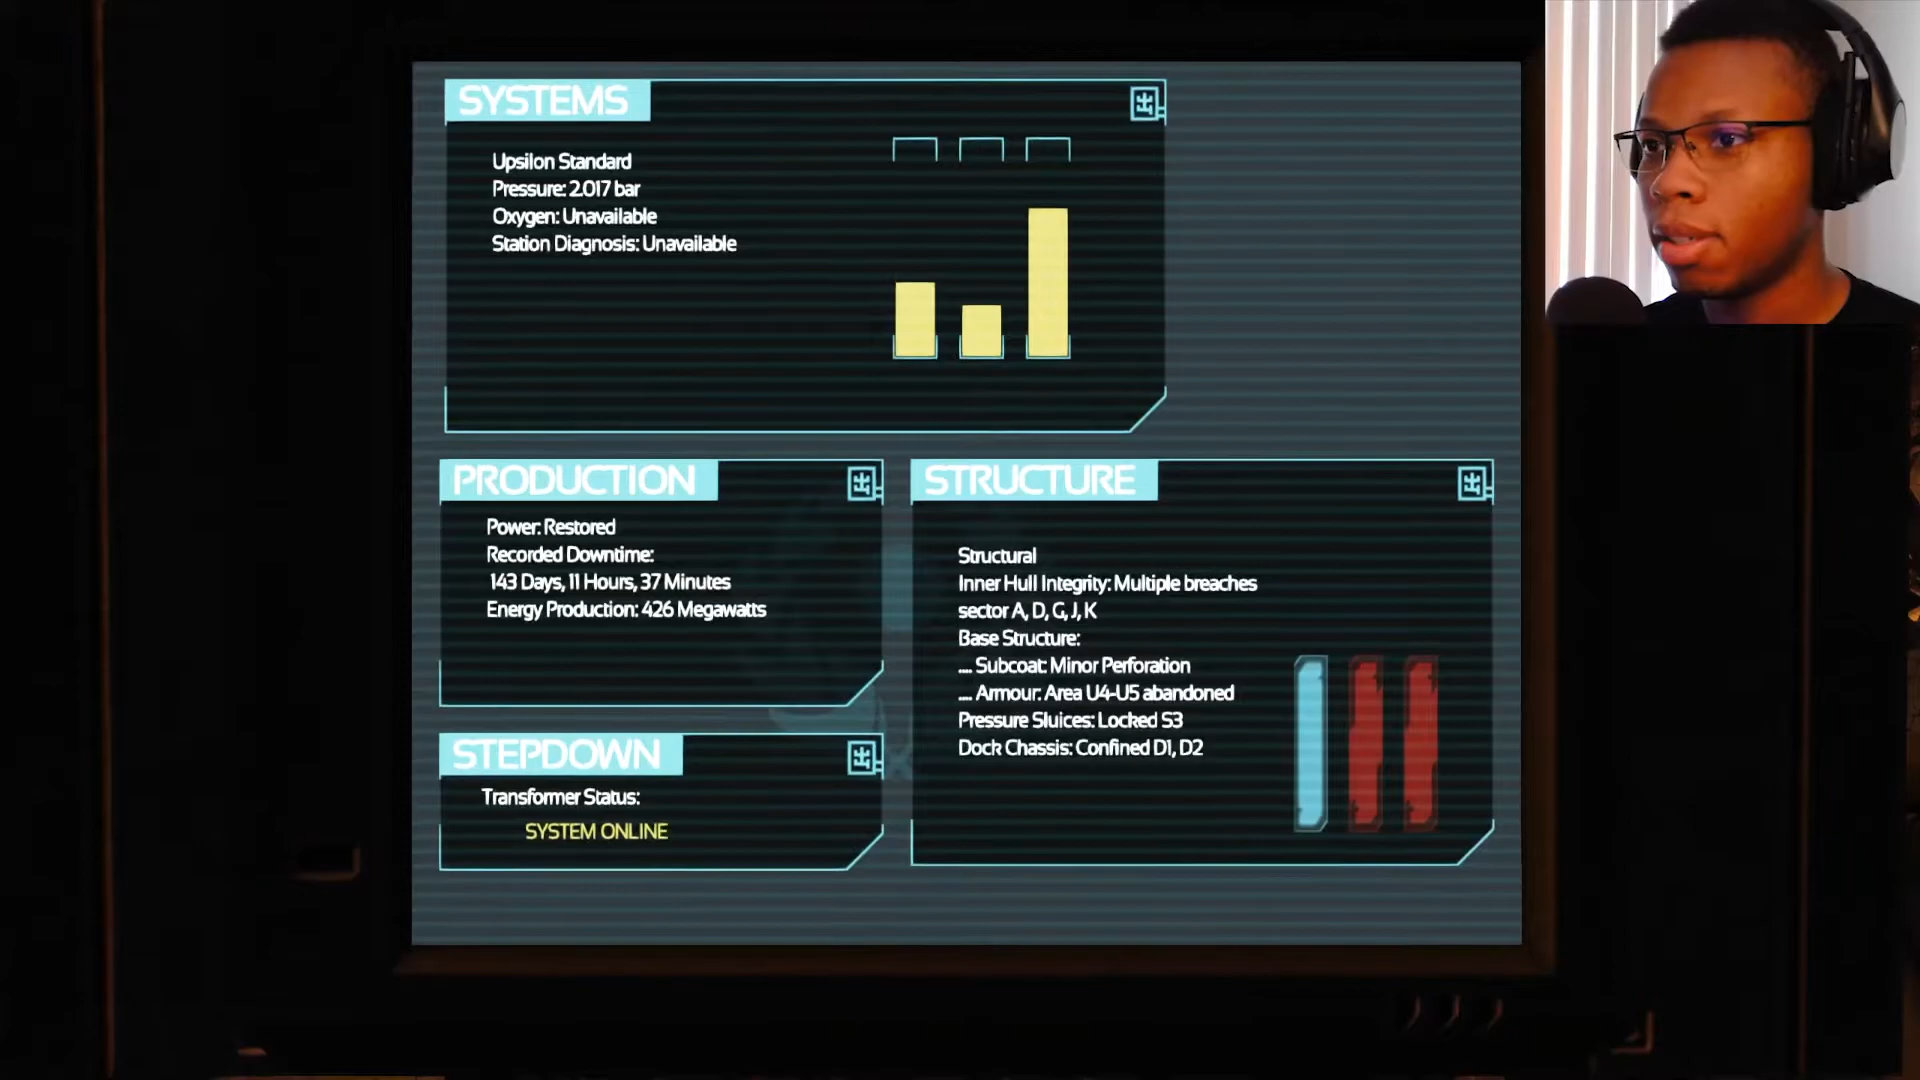 SYSTEMS
Upsilon Standard
Pressure: 2.017 bar
Oxygen: Unavailable
Station Diagnosis: Unavailable
PRODUCTION
Power: Restored
Recorded Downtime:
143 Days, 11 Hours, 37 Minutes
Energy Production: 426 Megawatts
STEPDOWN
Transformer Status:
SYSTEM ONLINE
STRUCTURE
Structural
Inner Hull Integrity: Multiple breaches
sector A, D, G, J, K
Base Structure:
.... Subcoat: Minor Perforation
.... Armour: Area U4-U5 abandoned
Pressure Sluices: Locked S3
Dock Chassis: Confined D1, D2